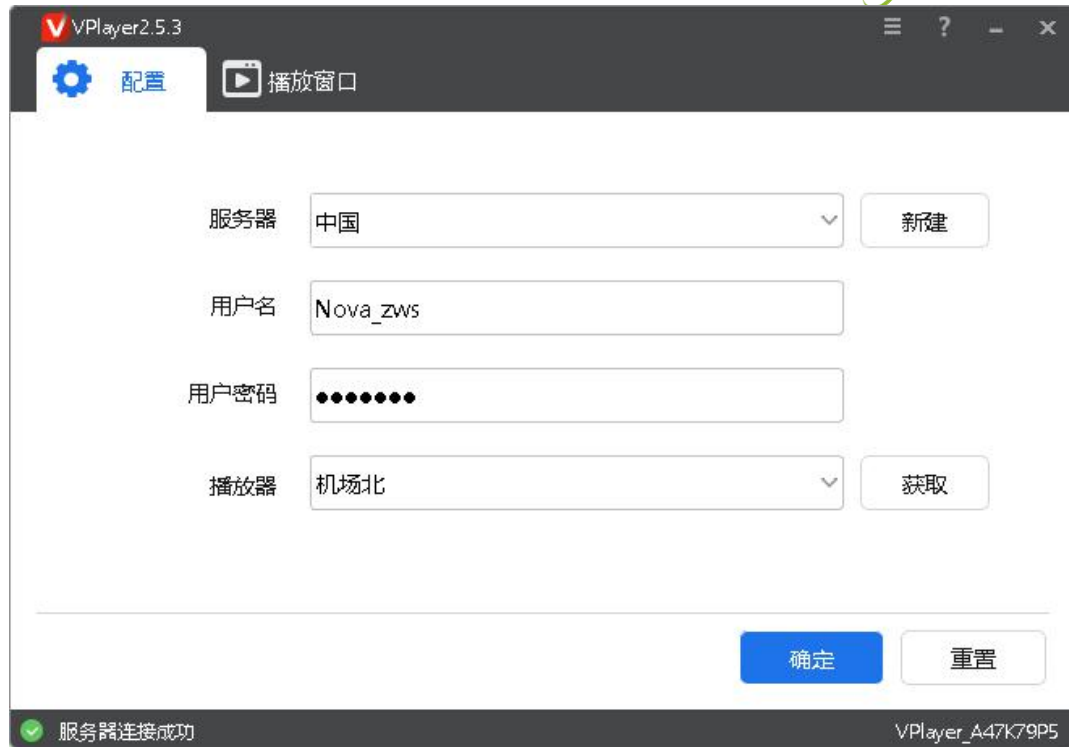 VPlayer2.5.3
配置
播放窗口
服务器 中国 新建
用户名 Nova_zws
用户密码 ●●●●●●●
播放器 机场北 获取
确定 重置
服务器连接成功 VPlayer_A47K79P5